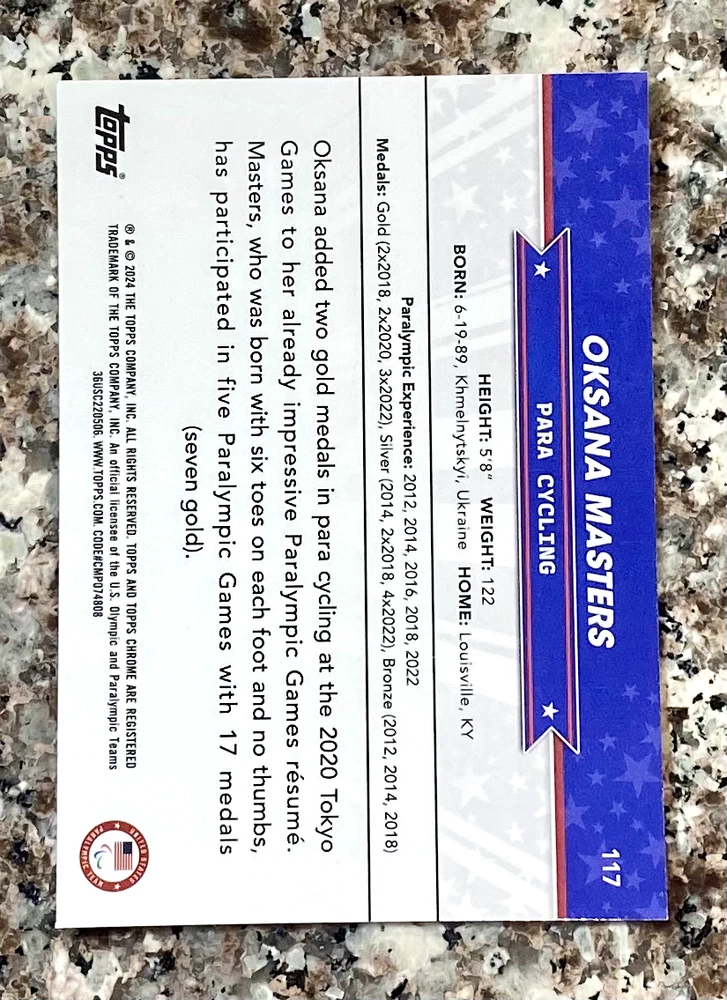 117
OKSANA MASTERS
PARA CYCLING
HEIGHT: 5'8" WEIGHT: 122
BORN: 6-19-89, Khmelnytskyi, Ukraine HOME: Louisville, KY
Paralympic Experience: 2012, 2014, 2016, 2018, 2022
Medals: Gold (2x2018, 2x2020, 3x2022), Silver (2014, 2x2018, 4x2022), Bronze (2012, 2014, 2018)
Oksana added two gold medals in para cycling at the 2020 Tokyo
Games to her already impressive Paralympic Games résumé.
Masters, who was born with six toes on each foot and no thumbs,
has participated in five Paralympic Games with 17 medals
(seven gold).
topps®
® & © 2024 THE TOPPS COMPANY, INC. ALL RIGHTS RESERVED. TOPPS AND TOPPS CHROME ARE REGISTERED
TRADEMARK OF THE TOPPS COMPANY, INC. An official licensee of the U.S. Olympic and Paralympic Teams
36USC220506. WWW.TOPPS.COM. CODE#CMP074808
UNITED STATES
PARALYMPIC TEAM